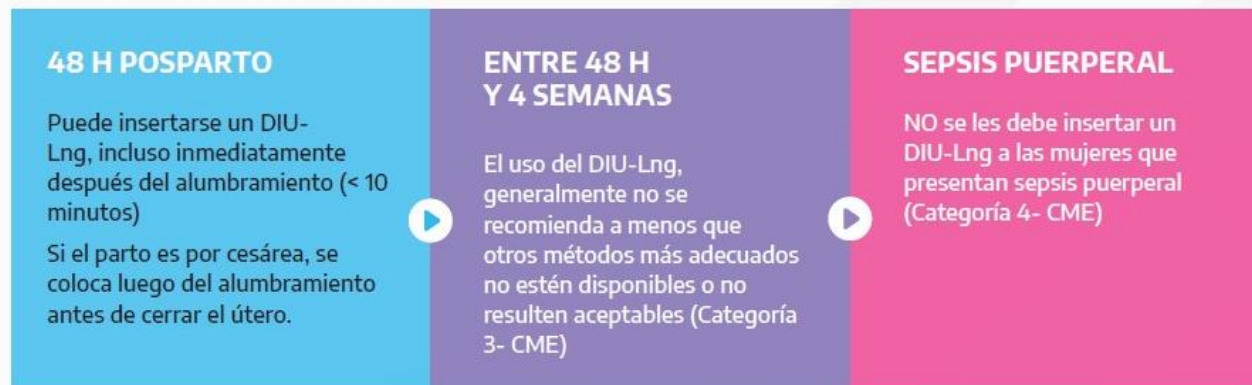 48 H POSPARTO
Puede insertarse un DIU-
Lng, incluso inmediatamente
después del alumbramiento (< 10
minutos)
Si el parto es por cesárea, se
coloca luego del alumbramiento
antes de cerrar el útero.
ENTRE 48 H
Y 4 SEMANAS
El uso del DIU-Lng,
generalmente no se
recomienda a menos que
otros métodos más adecuados
no estén disponibles o no
resulten aceptables (Categoría
3- CME)
SEPSIS PUERPERAL
NO se les debe insertar un
DIU-Lng a las mujeres que
presentan sepsis puerperal
(Categoría 4- CME)